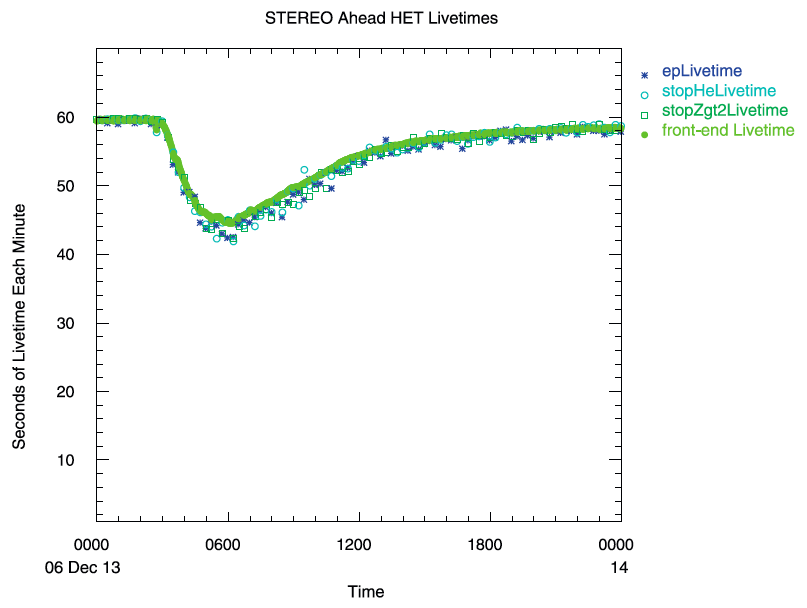 STEREO Ahead HET Livetimes
epLivetime
stopHeLivetime
stopZgt2Livetime
front-end Livetime
60
50
40
30
20
10
Seconds of Livetime Each Minute
0000 0600 1200 1800 0000
06 Dec 13 14
Time